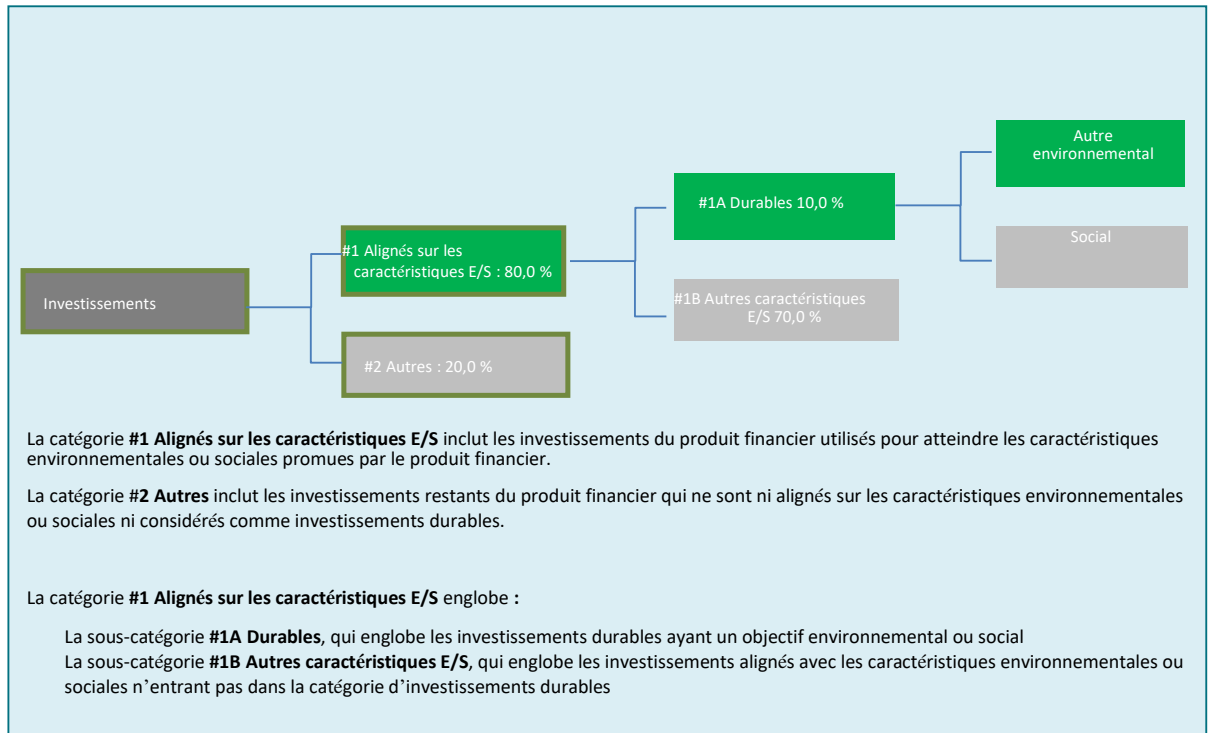 Autre
environnemental
#1A Durables 10,0 %
#1 Alignés sur les
caractéristiques E/S : 80,0 %
Social
Investissements
#1B Autres caractéristiques
E/S 70,0 %
#2 Autres : 20,0 %
La catégorie #1 Alignés sur les caractéristiques E/S inclut les investissements du produit financier utilisés pour atteindre les caractéristiques
environnementales ou sociales promues par le produit financier.
La catégorie #2 Autres inclut les investissements restants du produit financier qui ne sont ni alignés sur les caractéristiques environnementales
ou sociales ni considérés comme investissements durables.
La catégorie #1 Alignés sur les caractéristiques E/S englobe :
La sous-catégorie #1A Durables, qui englobe les investissements durables ayant un objectif environnemental ou social
La sous-catégorie #1B Autres caractéristiques E/S, qui englobe les investissements alignés avec les caractéristiques environnementales ou
sociales n'entrant pas dans la catégorie d'investissements durables